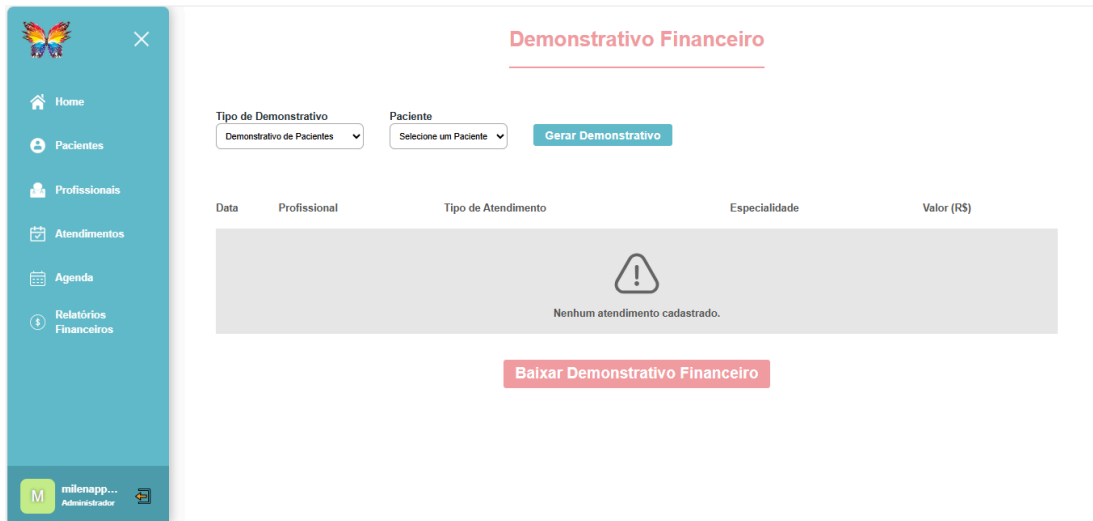 Demonstrativo Financeiro
Home
Pacientes
Profissionais
Atendimentos
Agenda
Relatórios
Financeiros
M
milenapp...
Administrador
Tipo de Demonstrativo
Demonstrativo de Pacientes
Paciente
Selecione um Paciente
Gerar Demonstrativo
Data Profissional Tipo de Atendimento Especialidade Valor (R$)
Nenhum atendimento cadastrado.
Baixar Demonstrativo Financeiro